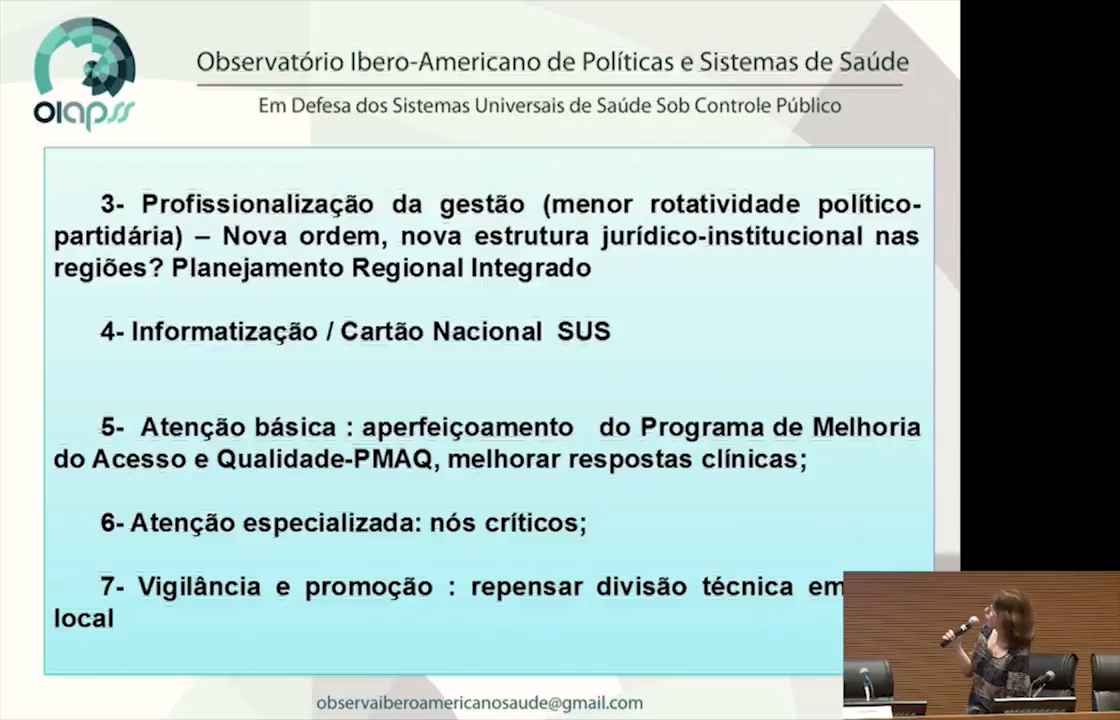 Observatório Ibero-Americano de Políticas e Sistemas de Saúde
oiapss
Em Defesa dos Sistemas Universais de Saúde Sob Controle Público
3- Profissionalização da gestão (menor rotatividade político-
partidária) – Nova ordem, nova estrutura jurídico-institucional nas
regiões? Planejamento Regional Integrado
4- Informatização / Cartão Nacional SUS
5- Atenção básica : aperfeiçoamento do Programa de Melhoria
do Acesso e Qualidade-PMAQ, melhorar respostas clínicas;
6- Atenção especializada: nós críticos;
7- Vigilância e promoção : repensar divisão técnica em
local
observaiberoamericanosaude@gmail.com